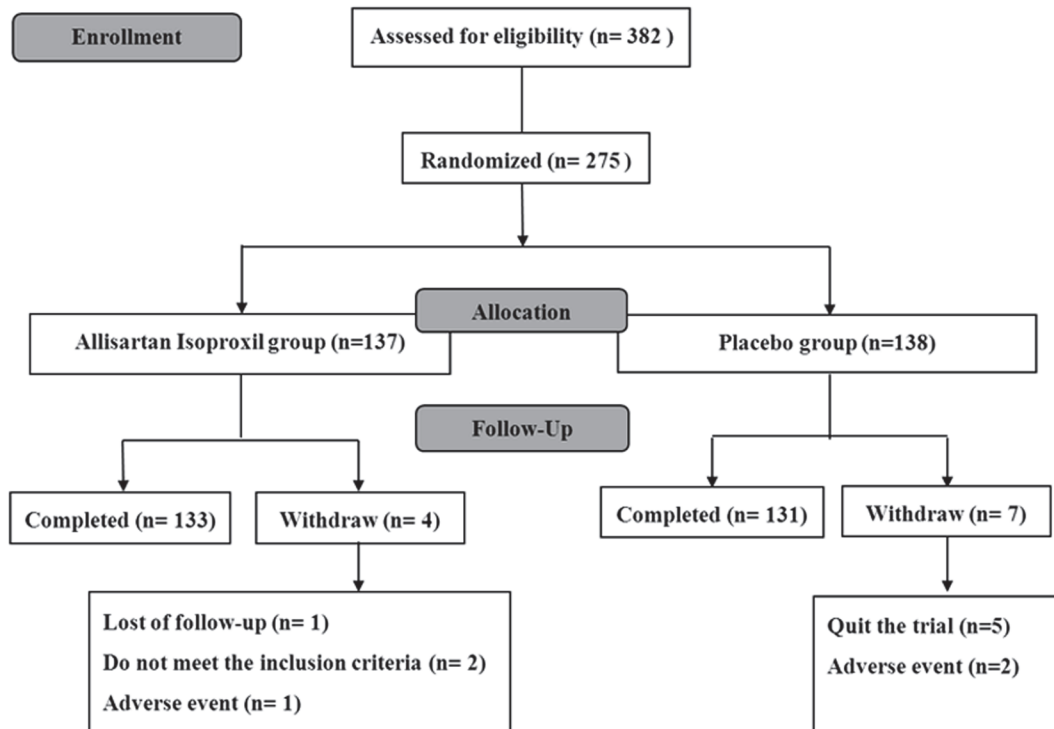 Enrollment
Assessed for eligibility (n= 382 )
Randomized (n= 275 )
Allocation
Allisartan Isoproxil group (n=137)
Placebo group (n=138)
Follow-Up
Completed (n= 133)
Withdraw (n= 4)
Completed (n= 131)
Withdraw (n= 7)
Lost of follow-up (n= 1)
Do not meet the inclusion criteria (n= 2)
Adverse event (n= 1)
Quit the trial (n=5)
Adverse event (n=2)